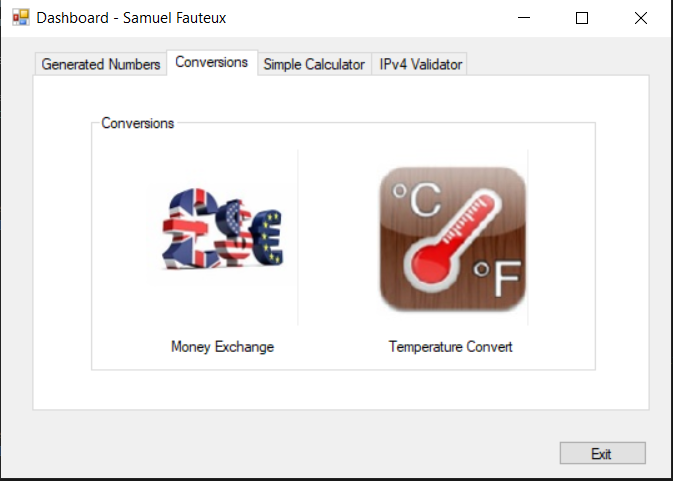 Dashboard - Samuel Fauteux
Generated Numbers Conversions Simple Calculator IPv4 Validator
Conversions
£$€
°C
°F
Money Exchange Temperature Convert
Exit